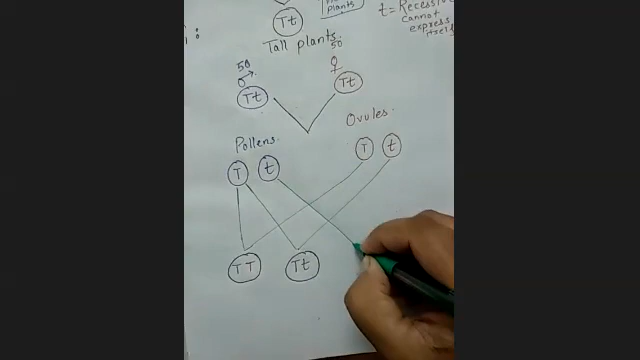 plants
Tt
t = Recessive
cannot
express
itself
Tall plants.
50
50
Tt
Tt
Pollens
Ovules.
T t
T t
TT
Tt